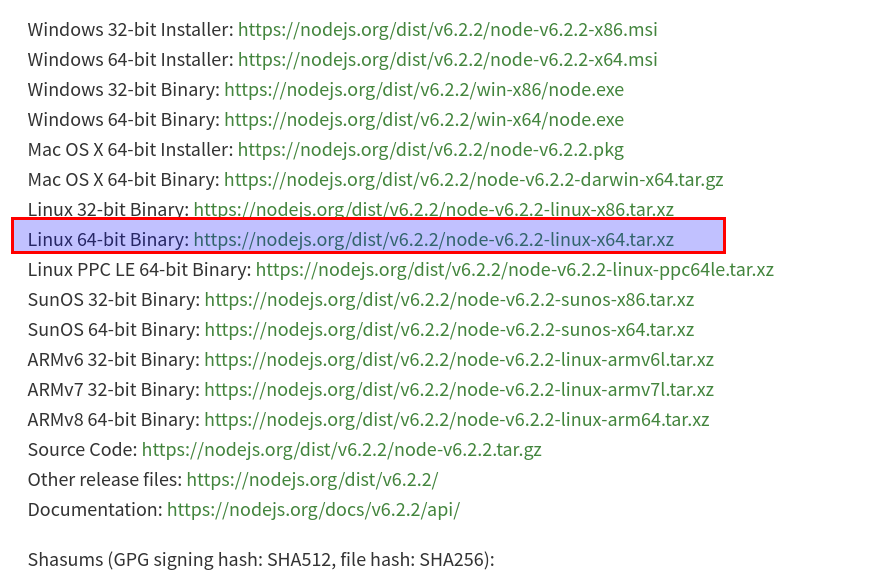 Windows 32-bit Installer: https://nodejs.org/dist/v6.2.2/node-v6.2.2-x86.msi
Windows 64-bit Installer: https://nodejs.org/dist/v6.2.2/node-v6.2.2-x64.msi
Windows 32-bit Binary: https://nodejs.org/dist/v6.2.2/win-x86/node.exe
Windows 64-bit Binary: https://nodejs.org/dist/v6.2.2/win-x64/node.exe
Mac OS X 64-bit Installer: https://nodejs.org/dist/v6.2.2/node-v6.2.2.pkg
Mac OS X 64-bit Binary: https://nodejs.org/dist/v6.2.2/node-v6.2.2-darwin-x64.tar.gz
Linux 32-bit Binary: https://nodejs.org/dist/v6.2.2/node-v6.2.2-linux-x86.tar.xz
Linux 64-bit Binary: https://nodejs.org/dist/v6.2.2/node-v6.2.2-linux-x64.tar.xz
Linux PPC LE 64-bit Binary: https://nodejs.org/dist/v6.2.2/node-v6.2.2-linux-ppc64le.tar.xz
SunOS 32-bit Binary: https://nodejs.org/dist/v6.2.2/node-v6.2.2-sunos-x86.tar.xz
SunOS 64-bit Binary: https://nodejs.org/dist/v6.2.2/node-v6.2.2-sunos-x64.tar.xz
ARMv6 32-bit Binary: https://nodejs.org/dist/v6.2.2/node-v6.2.2-linux-armv6l.tar.xz
ARMv7 32-bit Binary: https://nodejs.org/dist/v6.2.2/node-v6.2.2-linux-armv7l.tar.xz
ARMv8 64-bit Binary: https://nodejs.org/dist/v6.2.2/node-v6.2.2-linux-arm64.tar.xz
Source Code: https://nodejs.org/dist/v6.2.2/node-v6.2.2.tar.gz
Other release files: https://nodejs.org/dist/v6.2.2/
Documentation: https://nodejs.org/docs/v6.2.2/api/
Shasums (GPG signing hash: SHA512, file hash: SHA256):